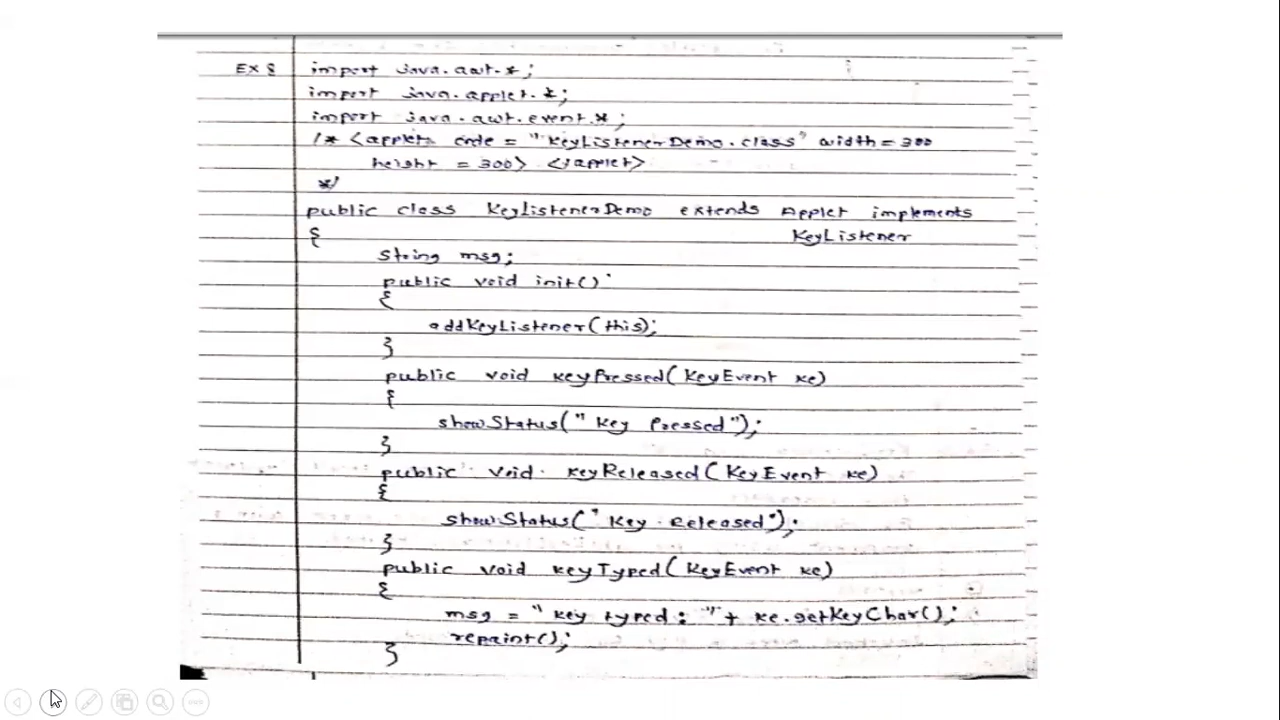 Ex 8 import java.awt.*;
import java.applet.*;
import java.awt.event.*;
/* <applet code = "KeyListenerDemo.class" width = 300
height = 300> </applet>
*/
public class KeyListenerDemo extends Applet implements
{ KeyListener
String msg;
public void init()
{
addKeyListener(this);
}
public void keyPressed(KeyEvent ke)
{
showStatus("Key Pressed");
}
public void keyReleased(KeyEvent ke)
{
showStatus("Key Released");
}
public void keyTyped(KeyEvent ke)
{
msg = "key typed: "+ ke.getKeyChar();
repaint();
}